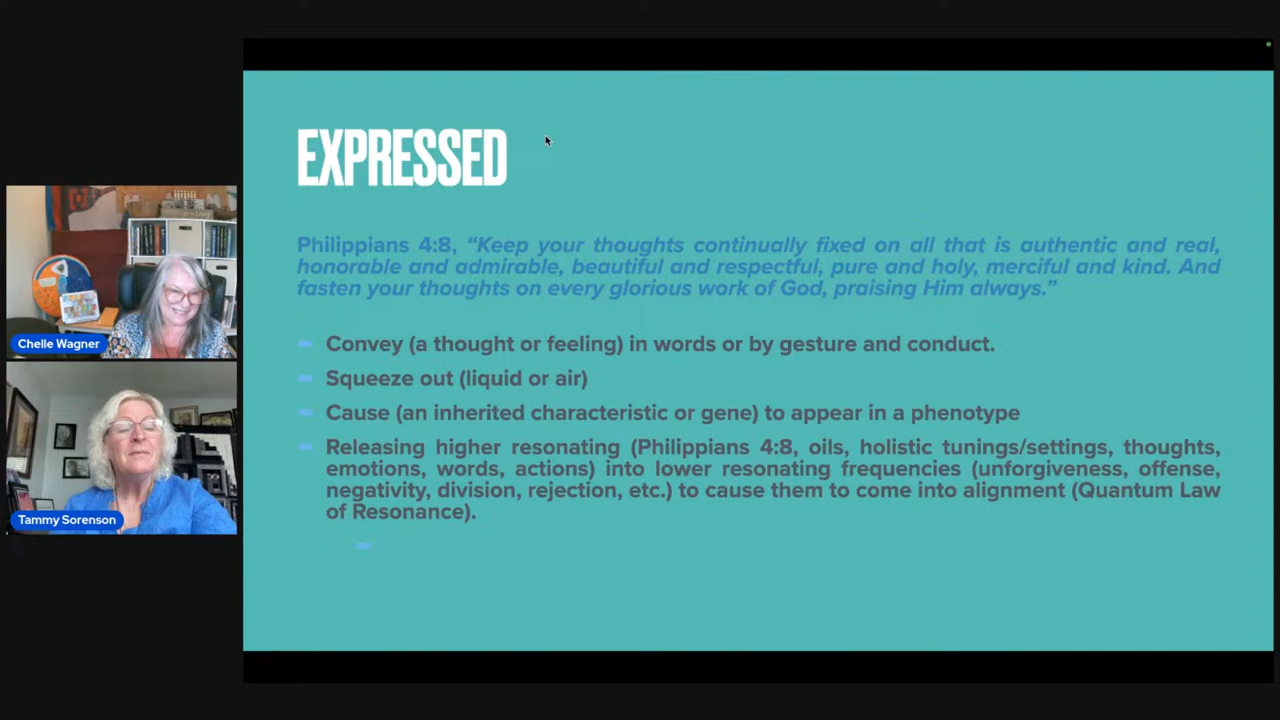 EXPRESSED
Philippians 4:8, “Keep your thoughts continually fixed on all that is authentic and real,
honorable and admirable, beautiful and respectful, pure and holy, merciful and kind. And
fasten your thoughts on every glorious work of God, praising Him always.”
Convey (a thought or feeling) in words or by gesture and conduct.
Squeeze out (liquid or air)
Cause (an inherited characteristic or gene) to appear in a phenotype
Releasing higher resonating (Philippians 4:8, oils, holistic tunings/settings, thoughts,
emotions, words, actions) into lower resonating frequencies (unforgiveness, offense,
negativity, division, rejection, etc.) to cause them to come into alignment (Quantum Law
of Resonance).
Chelle Wagner
Tammy Sorenson